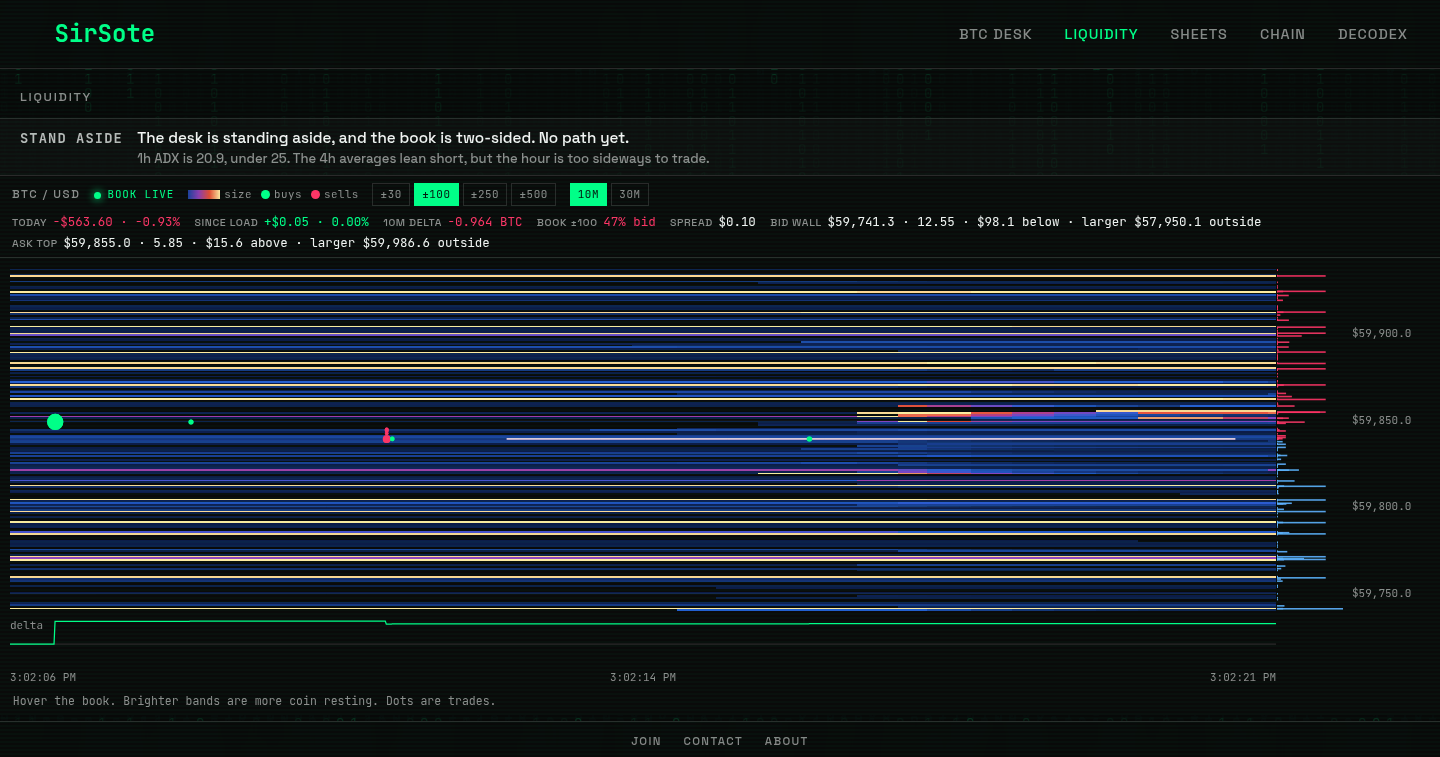 SirSote
BTC DESK LIQUIDITY SHEETS CHAIN DECODEX
LIQUIDITY
STAND ASIDE The desk is standing aside, and the book is two-sided. No path yet.
1h ADX is 20.9, under 25. The 4h averages lean short, but the hour is too sideways to trade.
BTC / USD BOOK LIVE size buys sells ±30 ±100 ±250 ±500 10M 30M
TODAY -$563.60 · -0.93% SINCE LOAD +$0.05 · 0.00% 10M DELTA -0.964 BTC BOOK ±100 47% bid SPREAD $0.10 BID WALL $59,741.3 · 12.55 · $98.1 below · larger $57,950.1 outside
ASK TOP $59,855.0 · 5.85 · $15.6 above · larger $59,986.6 outside
$59,900.0
$59,850.0
$59,800.0
$59,750.0
delta
3:02:06 PM 3:02:14 PM 3:02:21 PM
Hover the book. Brighter bands are more coin resting. Dots are trades.
JOIN CONTACT ABOUT